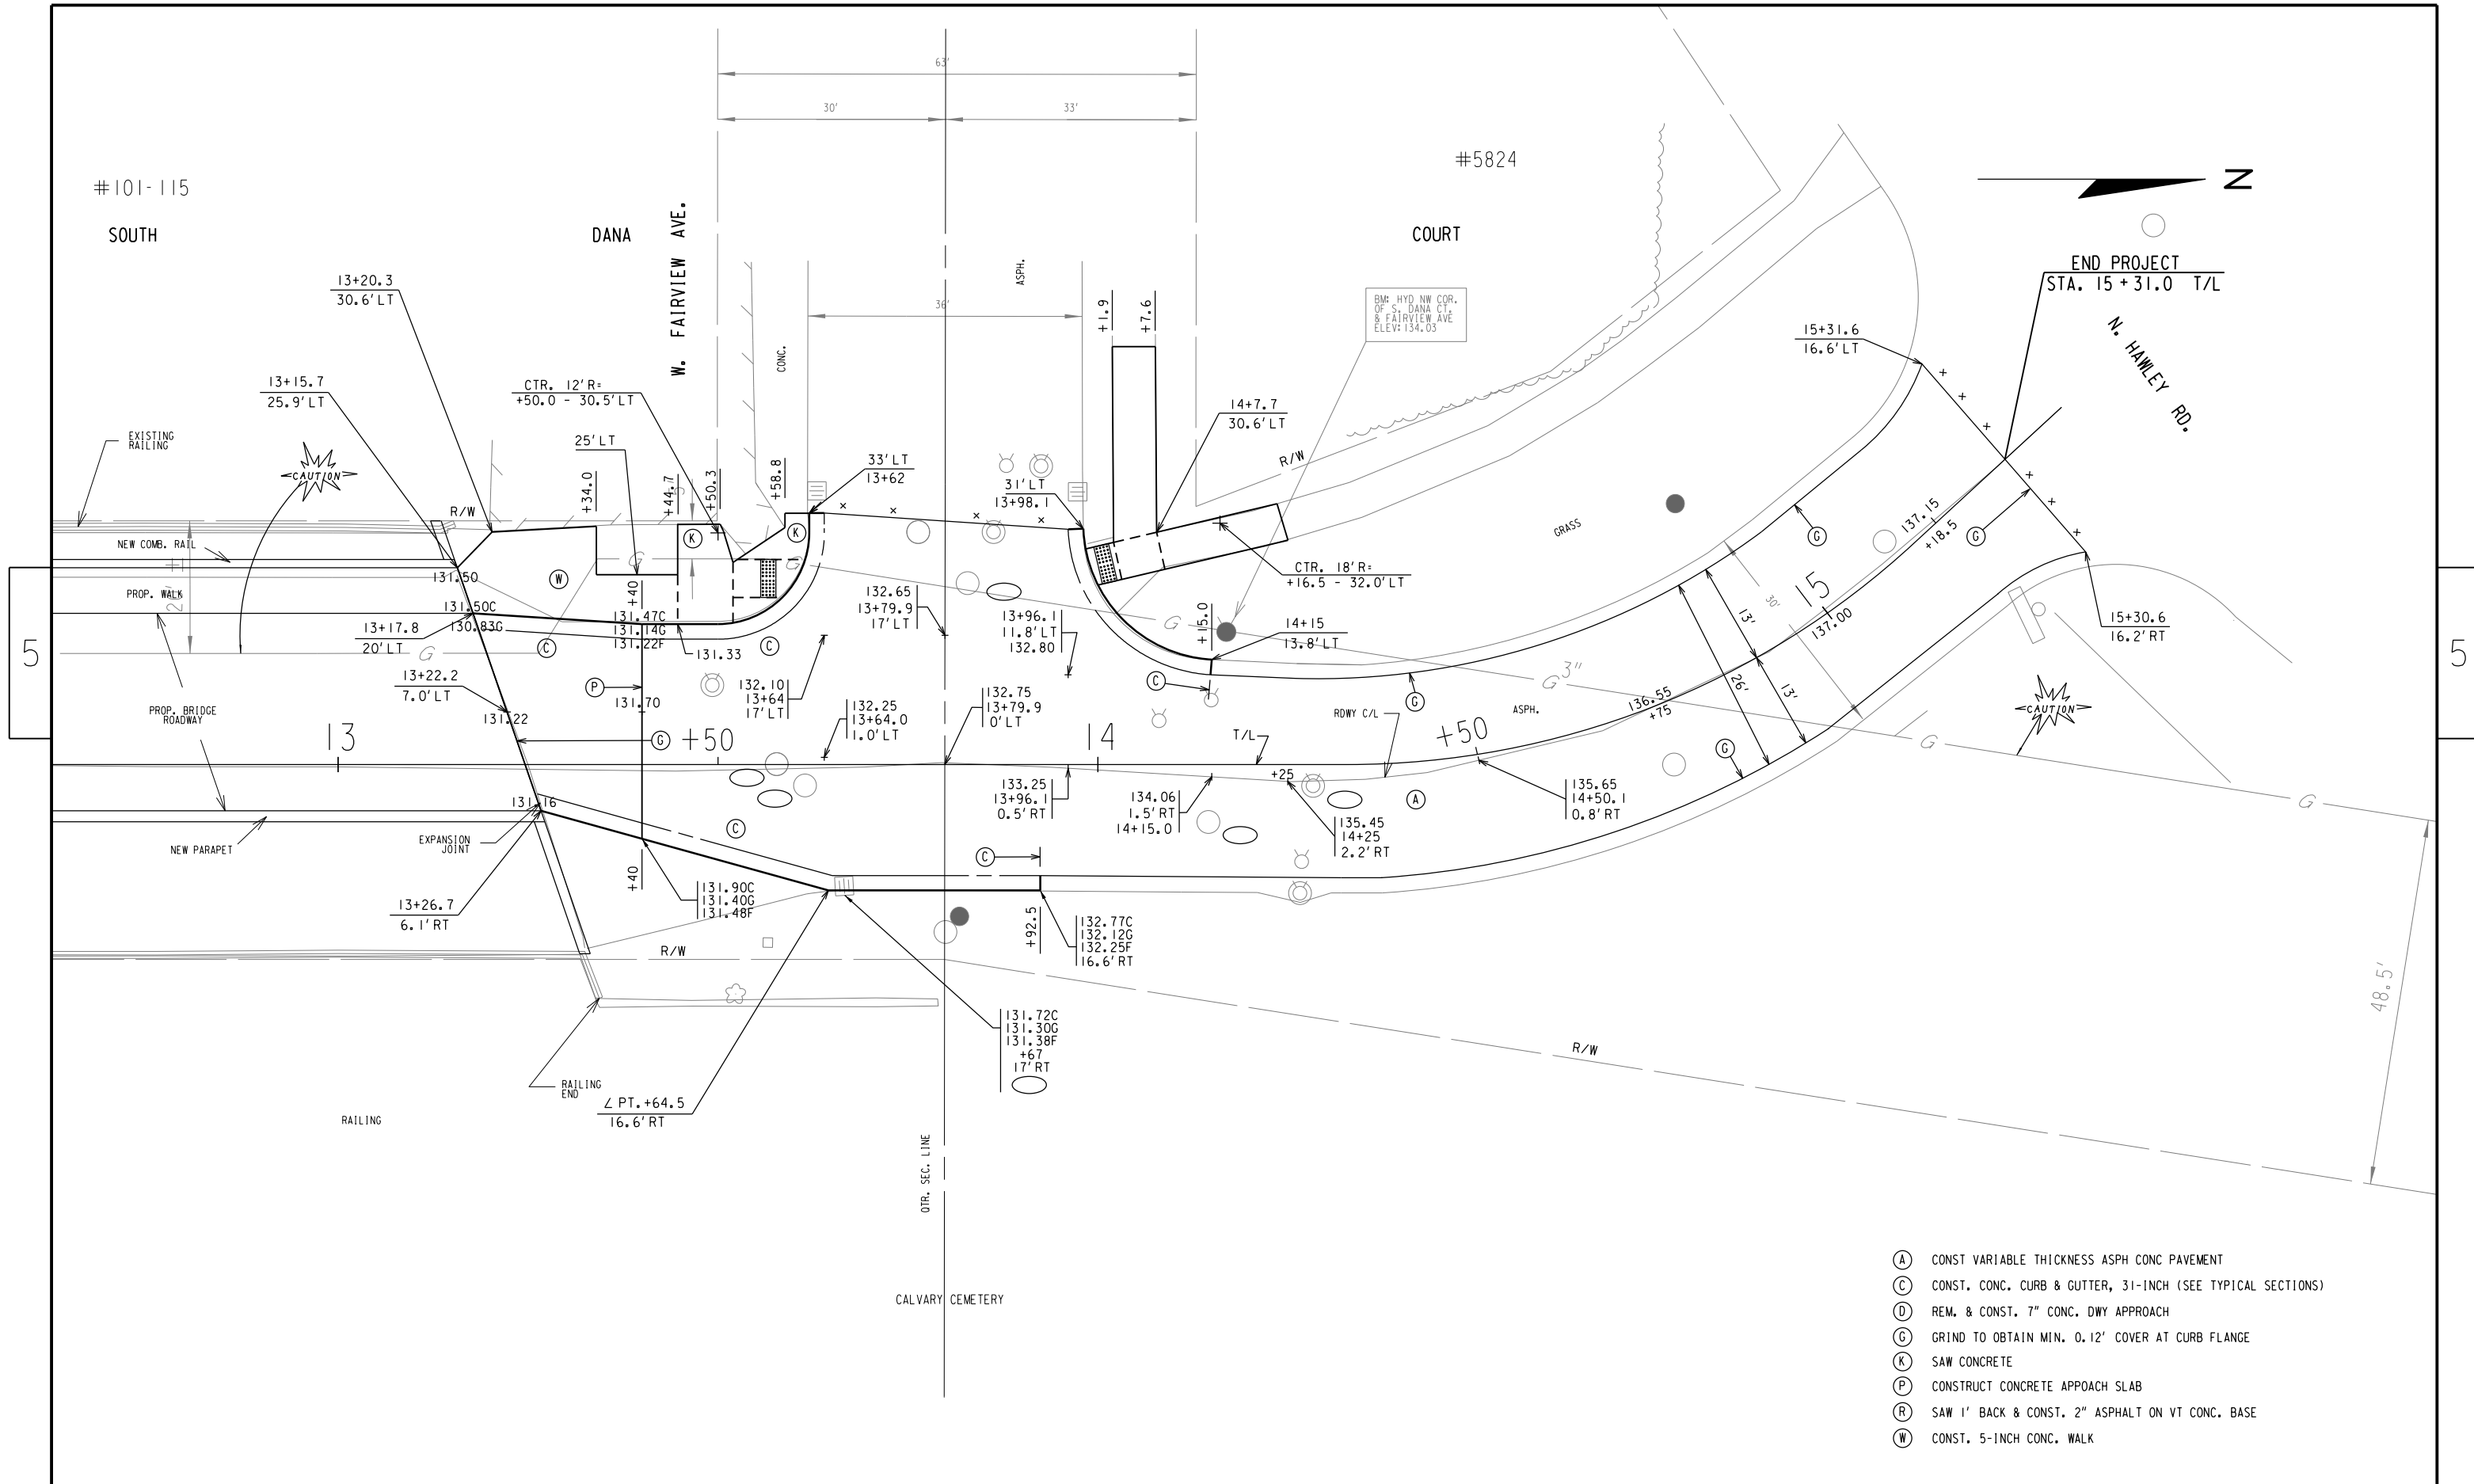 63'
30'
33'
#5824
#101-115
N
SOUTH
DANA
W. FAIRVIEW AVE.
COURT
ASPH.
END PROJECT
STA. 15+31.0 T/L
13+20.3
30.6'LT
36'
+1.9
+7.6
BM: HYD NW COR.
OF S. DANA CT.
& FAIRVIEW AVE
ELEV:134.03
N. HAWLEY RD.
15+31.6
16.6'LT
CONC.
13+15.7
25.9'LT
CTR. 12'R=
+50.0 - 30.5'LT
14+7.7
30.6'LT
EXISTING
RAILING
25'LT
CAUTION
+34.0
+44.7
+50.3
+58.8
33'LT
13+62
R/W
31'LT
13+98.1
R/W
GRASS
137.15
+18.5
G
G
K
K
5
NEW COMB. RAIL
G
G
131.50
W
CTR. 18'R=
+16.5 - 32.0'LT
PROP. WALK
+40
132.65
13+79.9
17'LT
13+96.1
11.8'LT
132.80
30'
15
137.00
131.50C
130.83G
131.47C
131.14G
131.22F
13+17.8
20'LT
G
C
131.33
C
G
+15.0
14+15
13.8'LT
13'
15+30.6
16.2'RT
5
5
13+22.2
7.0'LT
P
131.70
132.10
13+64
17'LT
C
G
G 3"
26'
13'
136.55
+75
PROP. BRIDGE
ROADWAY
131.22
132.25
13+64.0
1.0'LT
132.75
13+79.9
0'LT
RDWY C/L
ASPH.
CAUTION
13
G
+50
T/L
14
+50
G
G
133.25
13+96.1
0.5'RT
134.06
1.5'RT
14+15.0
+25
A
135.65
14+50.1
0.8'RT
G
131.16
NEW PARAPET
EXPANSION
JOINT
C
C
135.45
14+25
2.2'RT
+40
131.90C
131.40G
131.48F
13+26.7
6.1'RT
+92.5
132.77C
132.12G
132.25F
16.6'RT
R/W
48.5'
131.72C
131.30G
131.38F
+67
17'RT
R/W
RAILING
END
∠ PT.+64.5
16.6'RT
RAILING
QTR. SEC. LINE
CALVARY CEMETERY
A CONST VARIABLE THICKNESS ASPH CONC PAVEMENT
C CONST. CONC. CURB & GUTTER, 31-INCH (SEE TYPICAL SECTIONS)
D REM. & CONST. 7" CONC. DWY APPROACH
G GRIND TO OBTAIN MIN. 0.12' COVER AT CURB FLANGE
K SAW CONCRETE
P CONSTRUCT CONCRETE APPOACH SLAB
R SAW 1' BACK & CONST. 2" ASPHALT ON VT CONC. BASE
W CONST. 5-INCH CONC. WALK